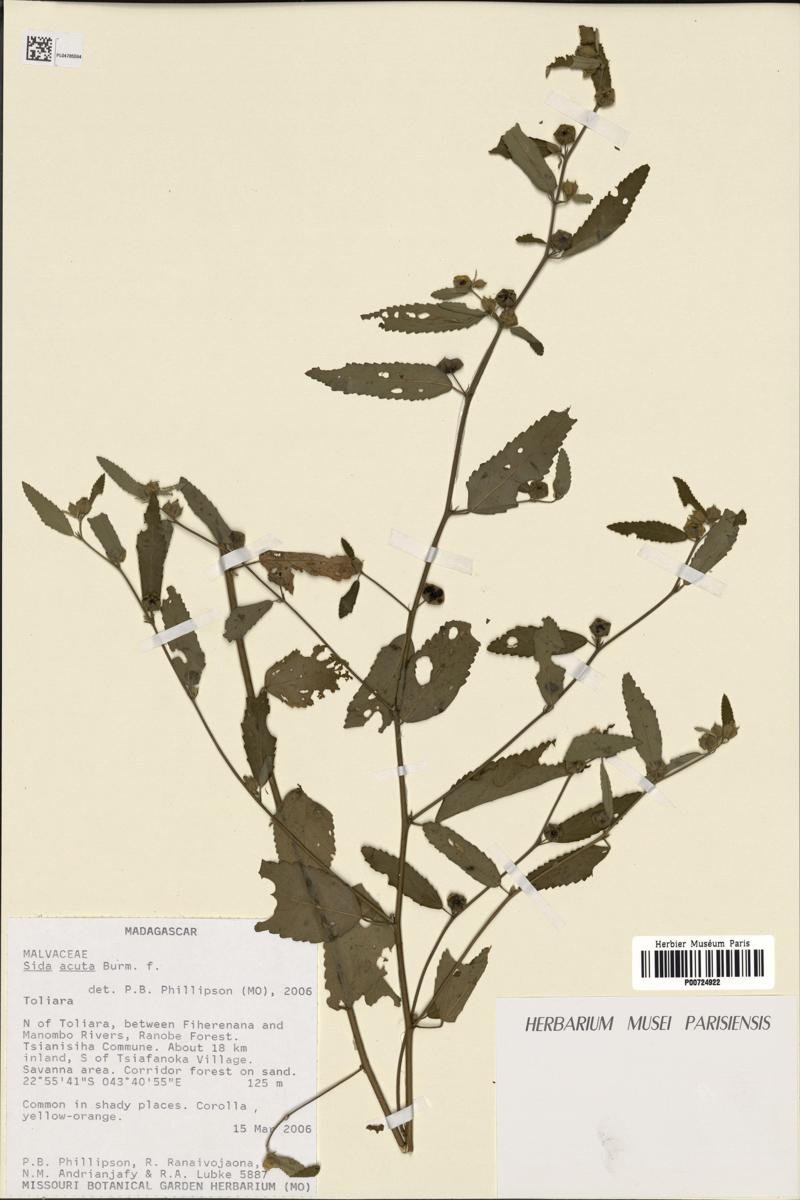 PL04785594
MADAGASCAR
MALVACEAE
Sida acuta Burm. f.
det. P.B. Phillipson (MO), 2006
Toliara
N of Toliara, between Fiherenana and
Manombo Rivers, Ranobe Forest.
Tsianisiha Commune. About 18 km
inland, S of Tsiafanoka Village.
Savanna area. Corridor forest on sand.
22°55'41"S 043°40'55"E 125 m
Common in shady places. Corolla,
yellow-orange.
15 Mar 2006
P.B. Phillipson, R. Ranaivojaona,
N.M. Andrianjafy & R.A. Lubke 5887
MISSOURI BOTANICAL GARDEN HERBARIUM (MO)
Herbier Muséum Paris
P00724922
HERBARIUM MUSEI PARISIENSIS